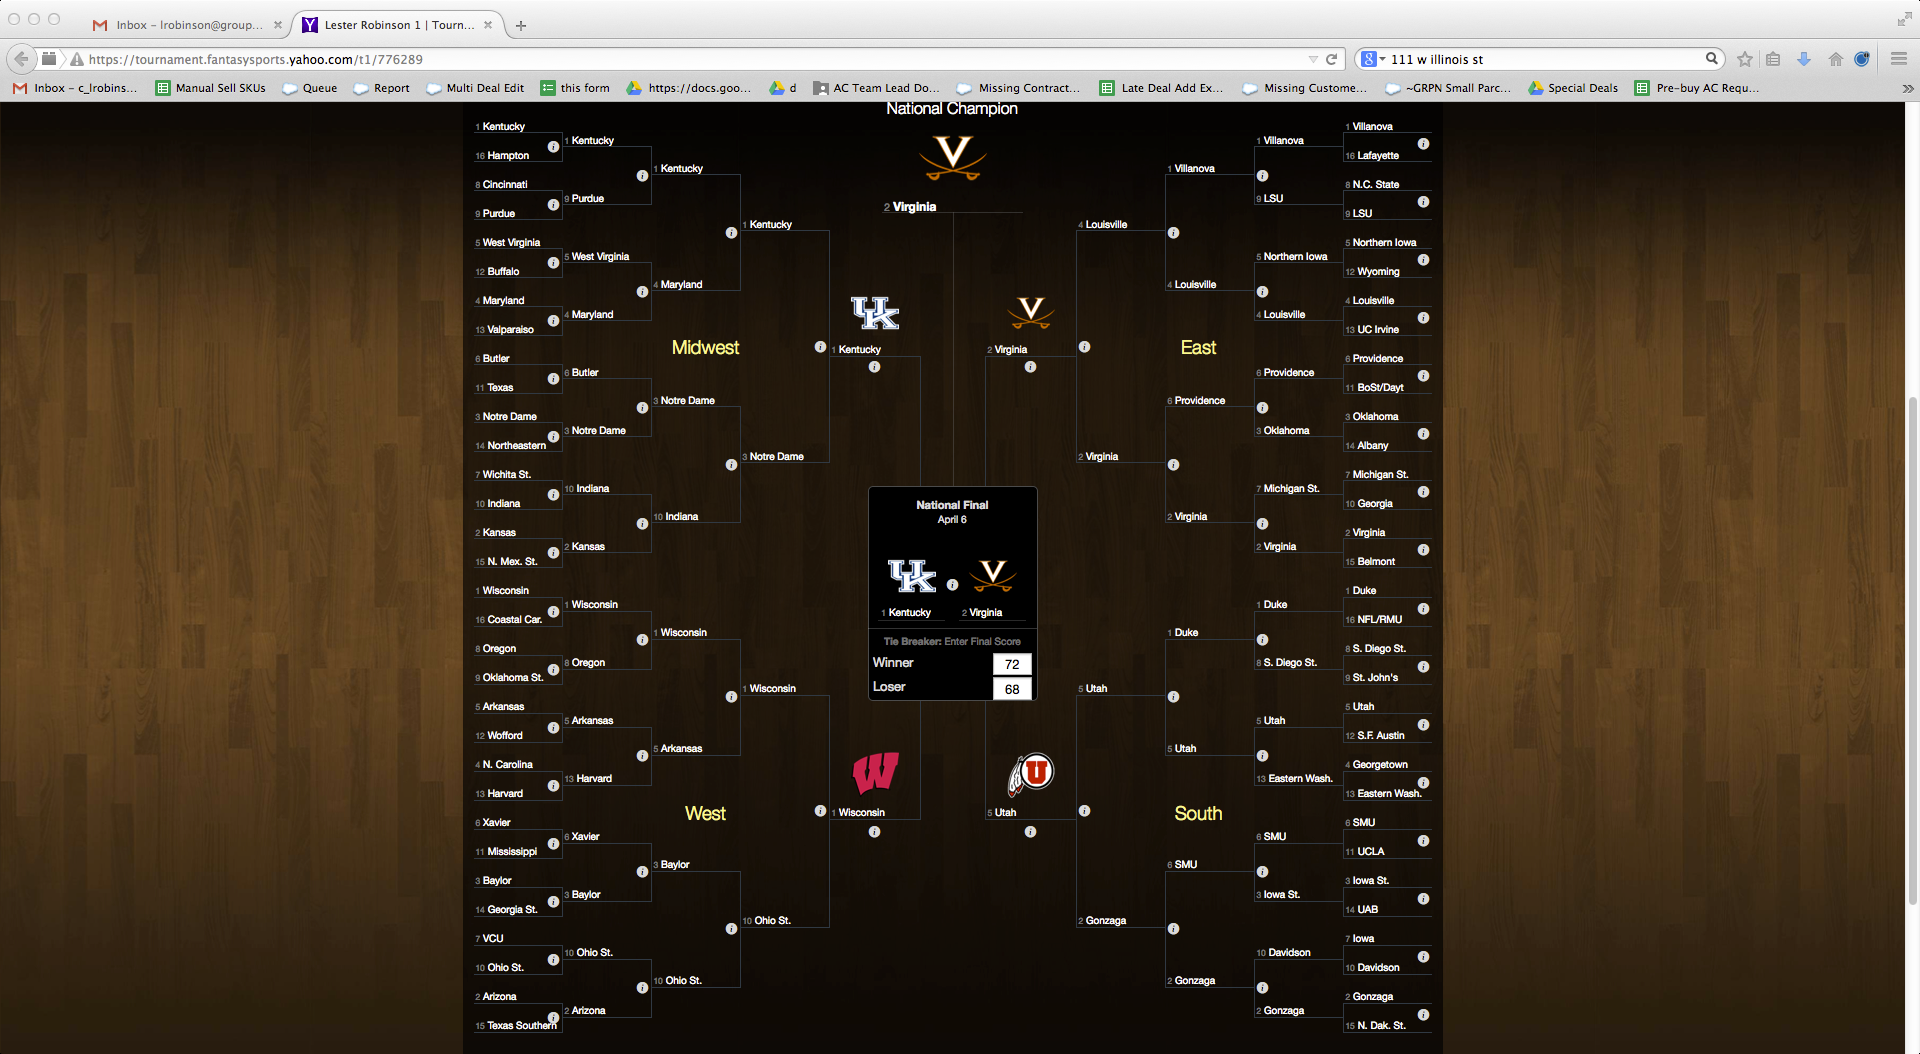 Inbox – lrobinson@group...
Lester Robinson 1 | Tourn...
https://tournament.fantasysports.yahoo.com/t1/776289
111 w illinois st
Inbox – c_lrobins...
Manual Sell SKUs
Queue
Report
Multi Deal Edit
this form
https://docs.goo...
d
AC Team Lead Do...
Missing Contract...
Late Deal Add Ex...
Missing Custome...
~GRPN Small Parc...
Special Deals
Pre-buy AC Requ...
National Champion
2 Virginia
Midwest
1 Kentucky
16 Hampton
8 Cincinnati
9 Purdue
5 West Virginia
12 Buffalo
4 Maryland
13 Valparaiso
6 Butler
11 Texas
3 Notre Dame
14 Northeastern
7 Wichita St.
10 Indiana
2 Kansas
15 N. Mex. St.
1 Kentucky
9 Purdue
5 West Virginia
4 Maryland
6 Butler
3 Notre Dame
10 Indiana
2 Kansas
1 Kentucky
4 Maryland
3 Notre Dame
10 Indiana
1 Kentucky
3 Notre Dame
UK
1 Kentucky
West
1 Wisconsin
16 Coastal Car.
8 Oregon
9 Oklahoma St.
5 Arkansas
12 Wofford
4 N. Carolina
13 Harvard
6 Xavier
11 Mississippi
3 Baylor
14 Georgia St.
7 VCU
10 Ohio St.
2 Arizona
15 Texas Southern
1 Wisconsin
8 Oregon
5 Arkansas
13 Harvard
6 Xavier
3 Baylor
10 Ohio St.
2 Arizona
1 Wisconsin
5 Arkansas
3 Baylor
10 Ohio St.
1 Wisconsin
10 Ohio St.
W
1 Wisconsin
National Final
April 6
UK
V
1 Kentucky
2 Virginia
Tie Breaker: Enter Final Score
Winner 72
Loser 68
East
V
2 Virginia
4 Louisville
2 Virginia
1 Villanova
4 Louisville
6 Providence
2 Virginia
1 Villanova
9 LSU
5 Northern Iowa
4 Louisville
6 Providence
3 Oklahoma
7 Michigan St.
2 Virginia
1 Villanova
16 Lafayette
8 N.C. State
9 LSU
5 Northern Iowa
12 Wyoming
4 Louisville
13 UC Irvine
6 Providence
11 BoSt/Dayt
3 Oklahoma
14 Albany
7 Michigan St.
10 Georgia
2 Virginia
15 Belmont
South
U
5 Utah
5 Utah
2 Gonzaga
1 Duke
5 Utah
6 SMU
2 Gonzaga
1 Duke
8 S. Diego St.
5 Utah
13 Eastern Wash.
6 SMU
3 Iowa St.
10 Davidson
2 Gonzaga
1 Duke
16 NFL/RMU
8 S. Diego St.
9 St. John's
5 Utah
12 S.F. Austin
4 Georgetown
13 Eastern Wash.
6 SMU
11 UCLA
3 Iowa St.
14 UAB
7 Iowa
10 Davidson
2 Gonzaga
15 N. Dak. St.